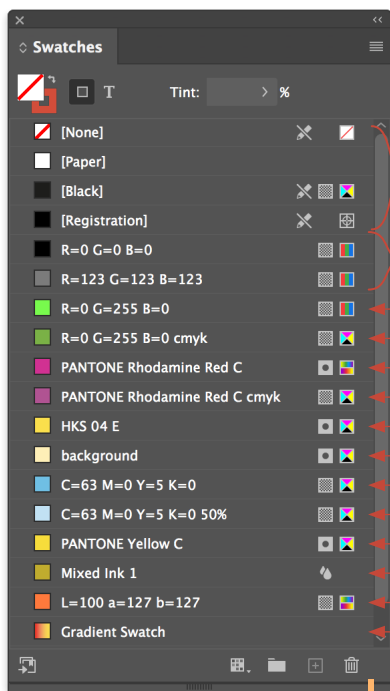 Swatches
T Tint: %
[None]
[Paper]
[Black]
[Registration]
R=0 G=0 B=0
R=123 G=123 B=123
R=0 G=255 B=0
R=0 G=255 B=0 cmyk
PANTONE Rhodamine Red C
PANTONE Rhodamine Red C cmyk
HKS 04 E
background
C=63 M=0 Y=5 K=0
C=63 M=0 Y=5 K=0 50%
PANTONE Yellow C
Mixed Ink 1
L=100 a=127 b=127
Gradient Swatch